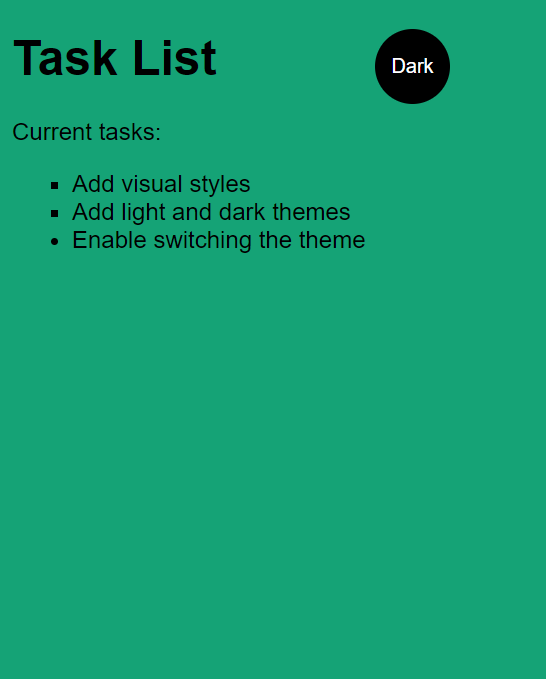 Task List
Dark
Current tasks:
Add visual styles
Add light and dark themes
Enable switching the theme